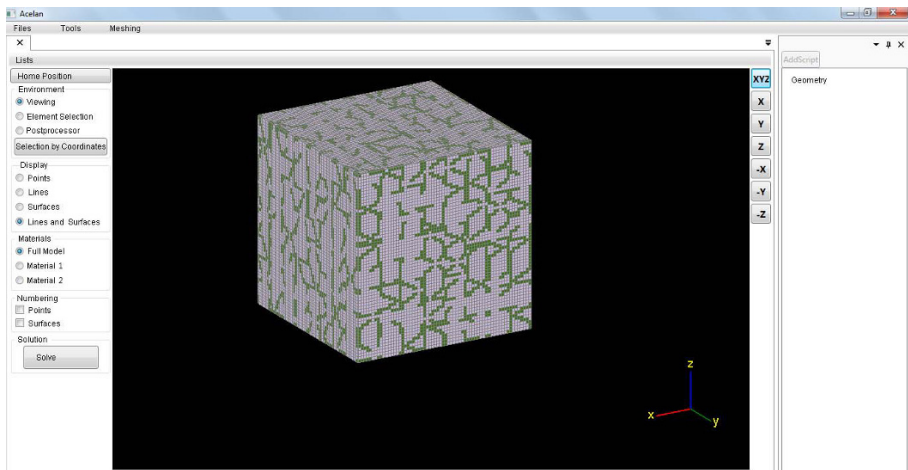 Acelan
Files Tools Meshing
Lists
AddScript
Home Position
Environment
Viewing
Element Selection
Postprocessor
Selection by Coordinates
Display
Points
Lines
Surfaces
Lines and Surfaces
Materials
Full Model
Material 1
Material 2
Numbering
Points
Surfaces
Solution
Solve
XYZ
X
Y
Z
-X
-Y
-Z
z
x
y
Geometry